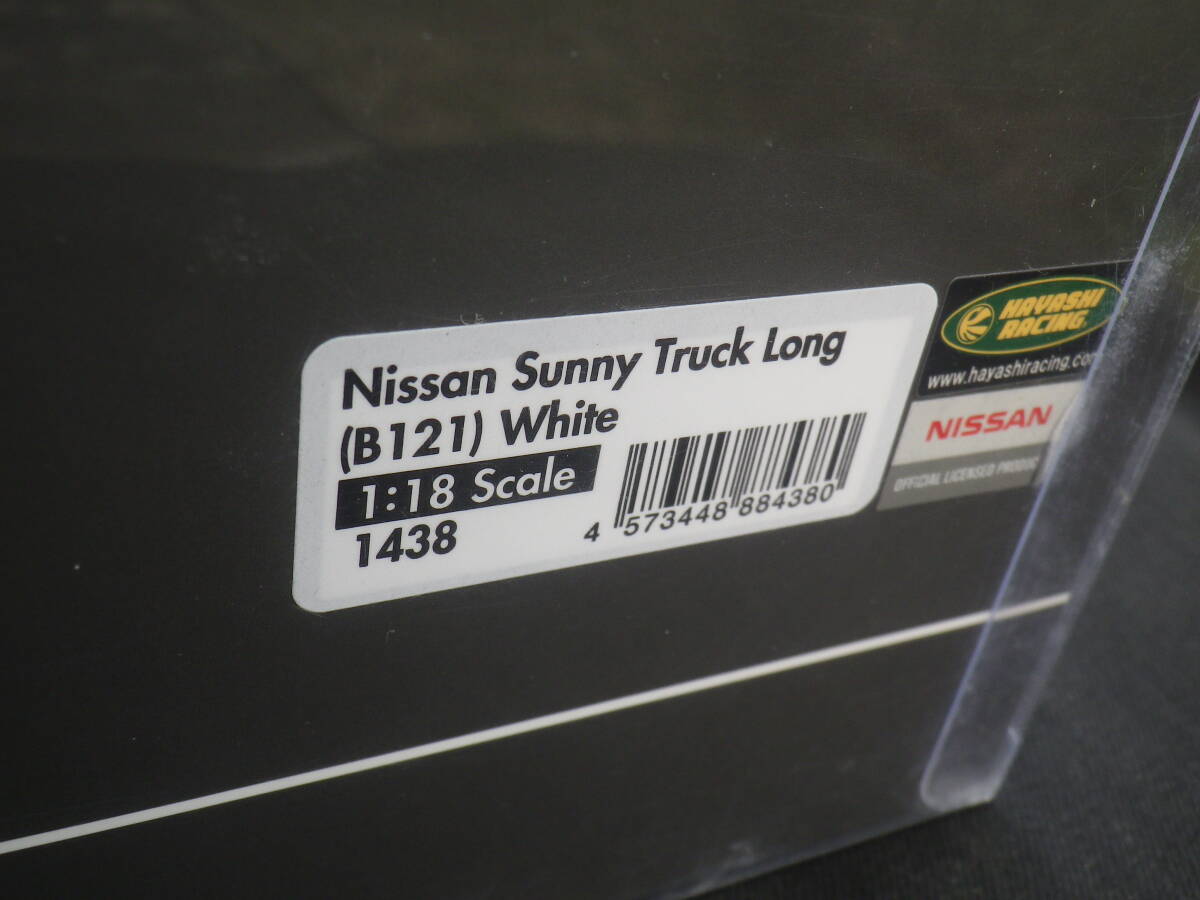 Nissan Sunny Truck Long
(B121) White
1:18 Scale
1438
4 573448 884380
HAYASHI
RACING
www.hayashiracing.com
NISSAN
OFFICIAL LICENSED PRODUCT